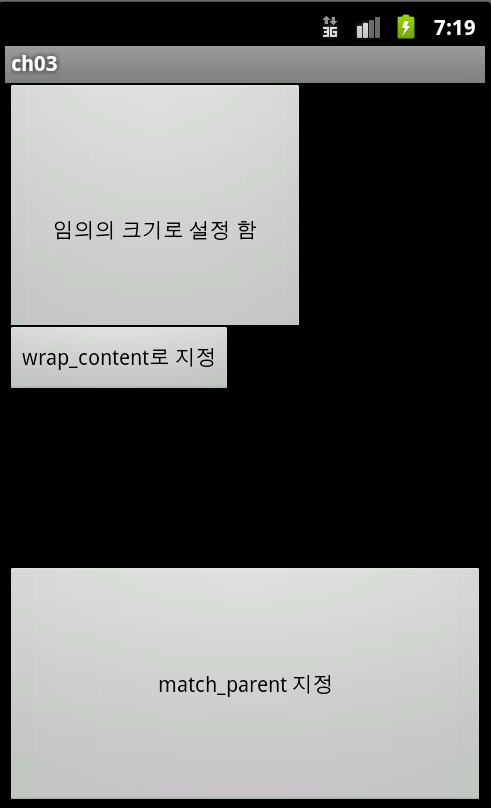 3G 7:19
ch03
임의의 크기로 설정 함
wrap_content로 지정
match_parent 지정